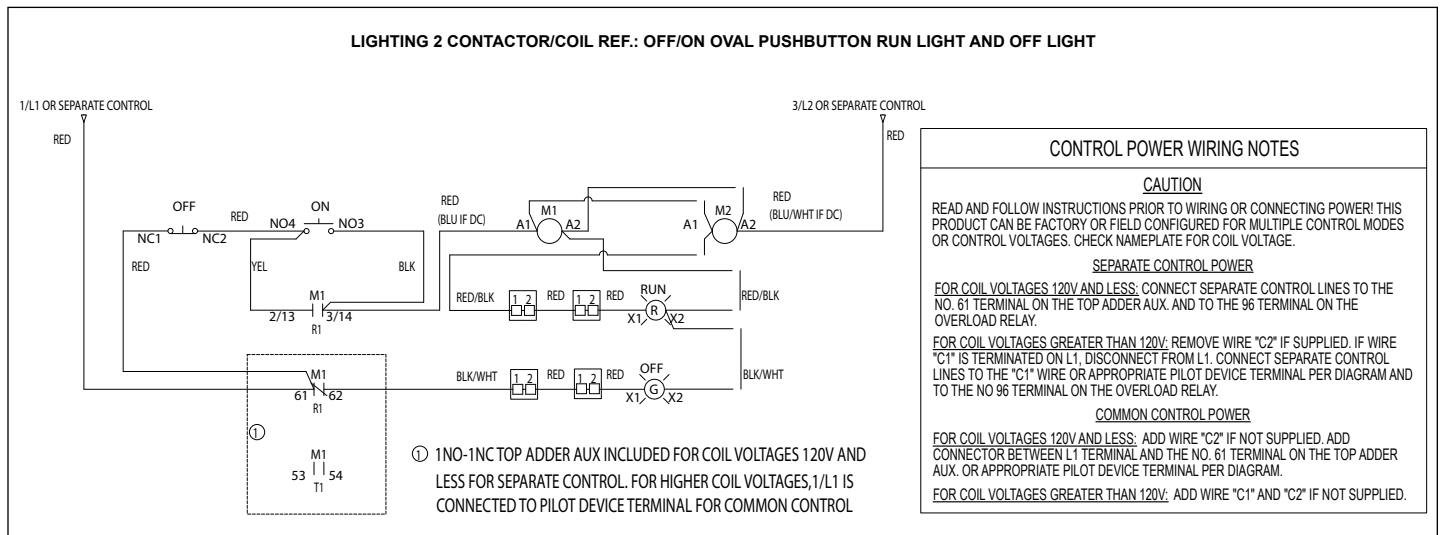 LIGHTING 2 CONTACTOR/COIL REF.: OFF/ON OVAL PUSHBUTTON RUN LIGHT AND OFF LIGHT
1/L1 OR SEPARATE CONTROL
3/L2 OR SEPARATE CONTROL
RED
RED
OFF
RED
ON
NO4
NO3
NC1
NC2
RED
YEL
BLK
RED
(BLU IF DC)
M1
A1
A2
RED
(BLU/WHT IF DC)
M2
A1
A2
M1
2/13
3/14
R1
RED/BLK
1 2
RED
1 2
RED
RUN
R
X1
X2
RED/BLK
M1
61
62
R1
BLK/WHT
1 2
RED
1 2
RED
OFF
G
X1
X2
BLK/WHT
1
M1
53
54
T1
① 1NO-1NC TOP ADDER AUX INCLUDED FOR COIL VOLTAGES 120V AND
LESS FOR SEPARATE CONTROL. FOR HIGHER COIL VOLTAGES,1/L1 IS
CONNECTED TO PILOT DEVICE TERMINAL FOR COMMON CONTROL
CONTROL POWER WIRING NOTES
CAUTION
READ AND FOLLOW INSTRUCTIONS PRIOR TO WIRING OR CONNECTING POWER! THIS
PRODUCT CAN BE FACTORY OR FIELD CONFIGURED FOR MULTIPLE CONTROL MODES
OR CONTROL VOLTAGES. CHECK NAMEPLATE FOR COIL VOLTAGE.
SEPARATE CONTROL POWER
FOR COIL VOLTAGES 120V AND LESS: CONNECT SEPARATE CONTROL LINES TO THE
NO. 61 TERMINAL ON THE TOP ADDER AUX. AND TO THE 96 TERMINAL ON THE
OVERLOAD RELAY.
FOR COIL VOLTAGES GREATER THAN 120V: REMOVE WIRE "C2" IF SUPPLIED. IF WIRE
"C1" IS TERMINATED ON L1, DISCONNECT FROM L1. CONNECT SEPARATE CONTROL
LINES TO THE "C1" WIRE OR APPROPRIATE PILOT DEVICE TERMINAL PER DIAGRAM AND
TO THE NO 96 TERMINAL ON THE OVERLOAD RELAY.
COMMON CONTROL POWER
FOR COIL VOLTAGES 120V AND LESS: ADD WIRE "C2" IF NOT SUPPLIED. ADD
CONNECTOR BETWEEN L1 TERMINAL AND THE NO. 61 TERMINAL ON THE TOP ADDER
AUX. OR APPROPRIATE PILOT DEVICE TERMINAL PER DIAGRAM.
FOR COIL VOLTAGES GREATER THAN 120V: ADD WIRE "C1" AND "C2" IF NOT SUPPLIED.